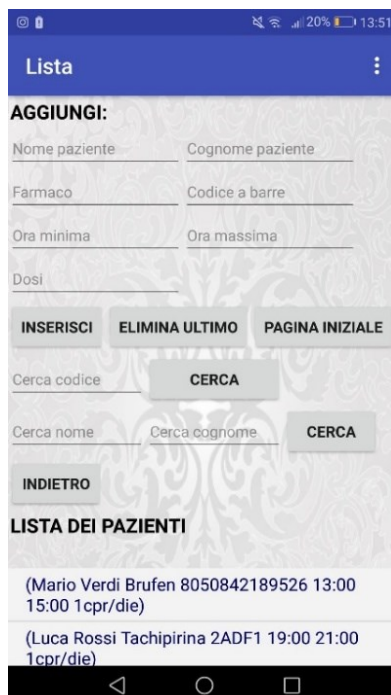 20% 13:51
Lista
AGGIUNGI:
Nome paziente Cognome paziente
Farmaco Codice a barre
Ora minima Ora massima
Dosi
INSERISCI ELIMINA ULTIMO PAGINA INIZIALE
Cerca codice CERCA
Cerca nome Cerca cognome CERCA
INDIETRO
LISTA DEI PAZIENTI
(Mario Verdi Brufen 8050842189526 13:00
15:00 1cpr/die)
(Luca Rossi Tachipirina 2ADF1 19:00 21:00
1cpr/die)